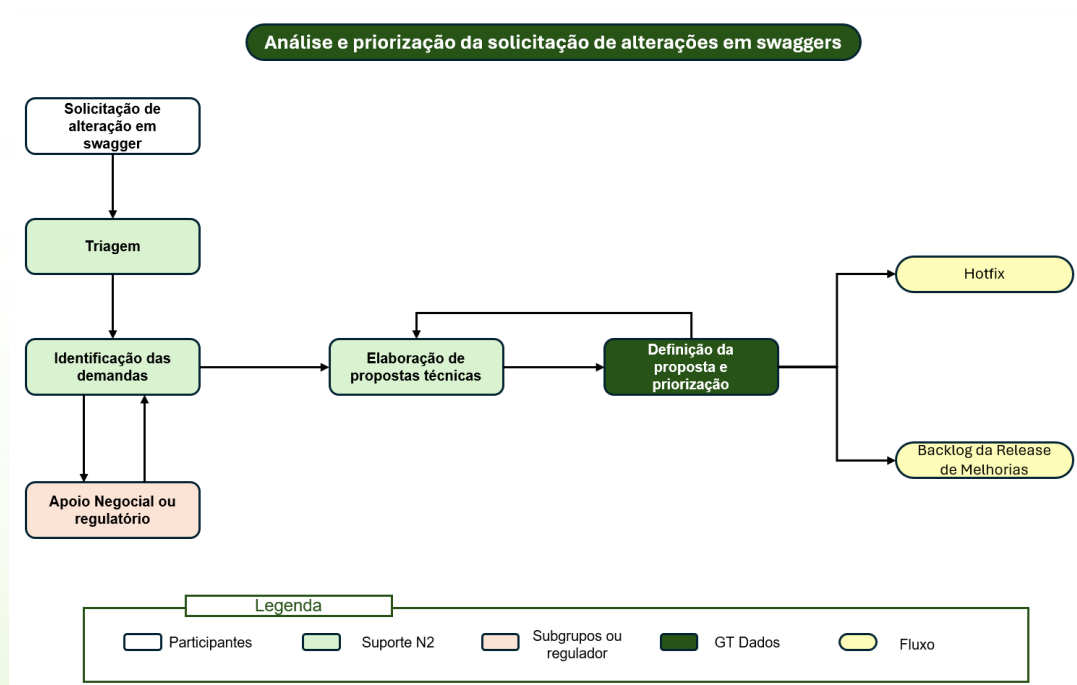 Análise e priorização da solicitação de alterações em swaggers
Solicitação de
alteração em
swagger
Triagem
Identificação das
demandas
Apoio Negocial ou
regulatório
Elaboração de
propostas técnicas
Definição da
proposta e
priorização
Hotfix
Backlog da Release
de Melhorias
Legenda
Participantes
Suporte N2
Subgrupos ou
regulador
GT Dados
Fluxo